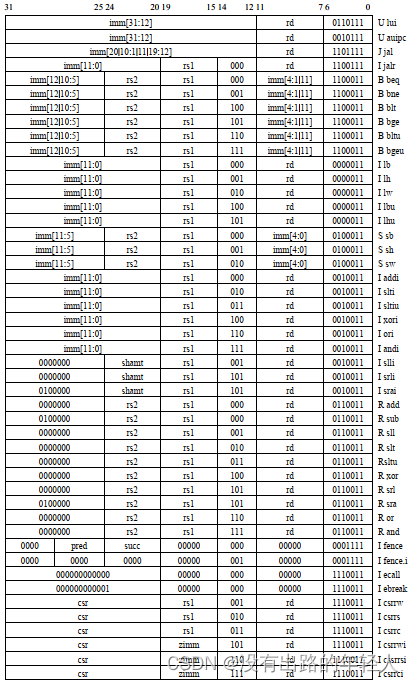 31 25 24 20 19 15 14 12 11 7 6 0
imm[31:12] rd 0110111 U lui
imm[31:12] rd 0010111 U auipc
imm[20|10:1|11|19:12] rd 1101111 J jal
imm[11:0] rs1 000 rd 1100111 I jalr
imm[12|10:5] rs2 rs1 000 imm[4:1|11] 1100011 B beq
imm[12|10:5] rs2 rs1 001 imm[4:1|11] 1100011 B bne
imm[12|10:5] rs2 rs1 100 imm[4:1|11] 1100011 B blt
imm[12|10:5] rs2 rs1 101 imm[4:1|11] 1100011 B bge
imm[12|10:5] rs2 rs1 110 imm[4:1|11] 1100011 B bltu
imm[12|10:5] rs2 rs1 111 imm[4:1|11] 1100011 B bgeu
imm[11:0] rs1 000 rd 0000011 I lb
imm[11:0] rs1 001 rd 0000011 I lh
imm[11:0] rs1 010 rd 0000011 I lw
imm[11:0] rs1 100 rd 0000011 I lbu
imm[11:0] rs1 101 rd 0000011 I lhu
imm[11:5] rs2 rs1 000 imm[4:0] 0100011 S sb
imm[11:5] rs2 rs1 001 imm[4:0] 0100011 S sh
imm[11:5] rs2 rs1 010 imm[4:0] 0100011 S sw
imm[11:0] rs1 000 rd 0010011 I addi
imm[11:0] rs1 010 rd 0010011 I slti
imm[11:0] rs1 011 rd 0010011 I sltiu
imm[11:0] rs1 100 rd 0010011 I xori
imm[11:0] rs1 110 rd 0010011 I ori
imm[11:0] rs1 111 rd 0010011 I andi
0000000 shamt rs1 001 rd 0010011 I slli
0000000 shamt rs1 101 rd 0010011 I srli
0100000 shamt rs1 101 rd 0010011 I srai
0000000 rs2 rs1 000 rd 0110011 R add
0100000 rs2 rs1 000 rd 0110011 R sub
0000000 rs2 rs1 001 rd 0110011 R sll
0000000 rs2 rs1 010 rd 0110011 R slt
0000000 rs2 rs1 011 rd 0110011 Rsltu
0000000 rs2 rs1 100 rd 0110011 R xor
0000000 rs2 rs1 101 rd 0110011 R srl
0100000 rs2 rs1 101 rd 0110011 R sra
0000000 rs2 rs1 110 rd 0110011 R or
0000000 rs2 rs1 111 rd 0110011 R and
0000 pred succ 00000 000 00000 0001111 I fence
0000 0000 0000 00000 001 00000 0001111 I fence.i
000000000000 00000 000 00000 1110011 I ecall
000000000001 00000 000 00000 1110011 I ebreak
csr rs1 001 rd 1110011 I csrrw
csr rs1 010 rd 1110011 I csrrs
csr rs1 011 rd 1110011 I csrrc
csr zimm 101 rd 1110011 I csrrwi
csr zimm 110 rd 1110011 I csrrsi
csr zimm 111 rd 1110011 I csrrci
CSDN @没有出路的年轻人